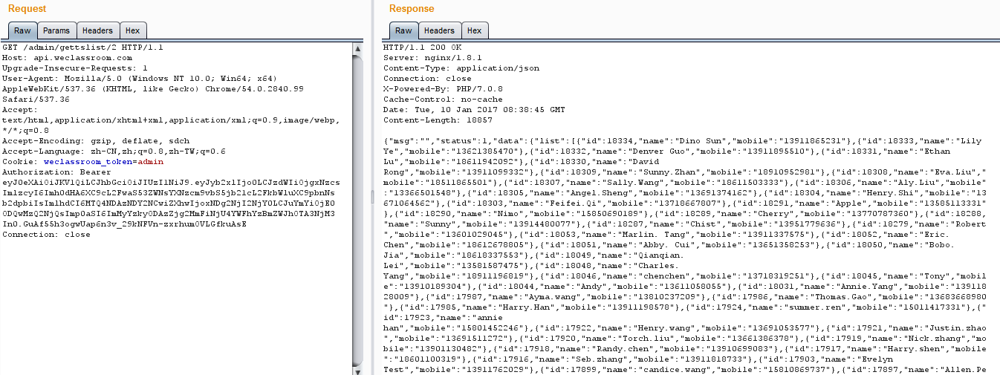 Request
Raw Params Headers Hex
GET /admin/gettslist/2 HTTP/1.1
Host: api.weclassroom.com
Upgrade-Insecure-Requests: 1
User-Agent: Mozilla/5.0 (Windows NT 10.0; Win64; x64)
AppleWebKit/537.36 (KHTML, like Gecko) Chrome/54.0.2840.99
Safari/537.36
Accept:
text/html,application/xhtml+xml,application/xml;q=0.9,image/webp,
*/*;q=0.8
Accept-Encoding: gzip, deflate, sdch
Accept-Language: zh-CN,zh;q=0.8,zh-TW;q=0.6
Cookie: weclassroom_token=admin
Authorization: Bearer
Connection: close
Response
Raw Headers Hex
HTTP/1.1 200 OK
Server: nginx/1.8.1
Content-Type: application/json
Connection: close
X-Powered-By: PHP/7.0.8
Cache-Control: no-cache
Date: Tue, 10 Jan 2017 08:38:45 GMT
Content-Length: 18857
{"msg":"","status":1,"data":{"list":[{"id":18334,"name":"Dino Sun","mobile":"13911865231"},{"id":18333,"name":"Lily
Ye","mobile":"13621385470"},{"id":18332,"name":"Denver Guo","mobile":"13911895510"},{"id":18331,"name":"Ethan
Lu","mobile":"18611942092"},{"id":18330,"name":"David
Rong","mobile":"13911099332"},{"id":18309,"name":"Sunny.Zhan","mobile":"18910952981"},{"id":18308,"name":"Eva.Liu","
mobile":"18511865501"},{"id":18307,"name":"Sally.Wang","mobile":"18611503333"},{"id":18306,"name":"Aly.Liu","mobile"
:"13366501548"},{"id":18305,"name":"Angel.Sheng","mobile":"13691374162"},{"id":18304,"name":"Henry.Shi","mobile":"13
671064562"},{"id":18303,"name":"Feifei.Qi","mobile":"13718667807"},{"id":18291,"name":"Apple","mobile":"13585113331"
},{"id":18290,"name":"Nimo","mobile":"15850690189"},{"id":18289,"name":"Cherry","mobile":"13770787360"},{"id":18288,
"name":"Sunny","mobile":"13914480077"},{"id":18287,"name":"Chist","mobile":"13951779636"},{"id":18279,"name":"Robert
","mobile":"13601029045"},{"id":18053,"name":"Marlin. Tang","mobile":"13911337575"},{"id":18052,"name":"Eric.
Chen","mobile":"18612678805"},{"id":18051,"name":"Abby. Cui","mobile":"13651358253"},{"id":18050,"name":"Bobo.
Jia","mobile":"18618337553"},{"id":18049,"name":"Qianqian.
Lei","mobile":"13581587475"},{"id":18048,"name":"Charles.
Yang","mobile":"18911196819"},{"id":18046,"name":"chenchen","mobile":"13718319251"},{"id":18045,"name":"Tony","mobil
e":"13910189304"},{"id":18044,"name":"Andy","mobile":"13611058055"},{"id":18031,"name":"Annie.Yang","mobile":"139118
28009"},{"id":17987,"name":"Ayma.wang","mobile":"13810237209"},{"id":17986,"name":"Thomas.Gao","mobile":"13683668980
"},{"id":17985,"name":"Harry.Han","mobile":"13911198578"},{"id":17924,"name":"summer.ren","mobile":"15011417331"},{"
id":17923,"name":"annie
han","mobile":"15801452246"},{"id":17922,"name":"Henry.wang","mobile":"13691053577"},{"id":17921,"name":"Justin.zhao
","mobile":"13691511272"},{"id":17920,"name":"Torch.liu","mobile":"13661386378"},{"id":17919,"name":"Nick.zhang","mo
bile":"13901130482"},{"id":17918,"name":"Randy.chen","mobile":"13910699083"},{"id":17917,"name":"Harry.shen","mobile
":"18601100319"},{"id":17916,"name":"Seb.zhang","mobile":"13911818733"},{"id":17903,"name":"Evelyn
Test","mobile":"13911762029"},{"id":17899,"name":"candice.wang","mobile":"15810869737"},{"id":17897,"name":"Allen.Pe